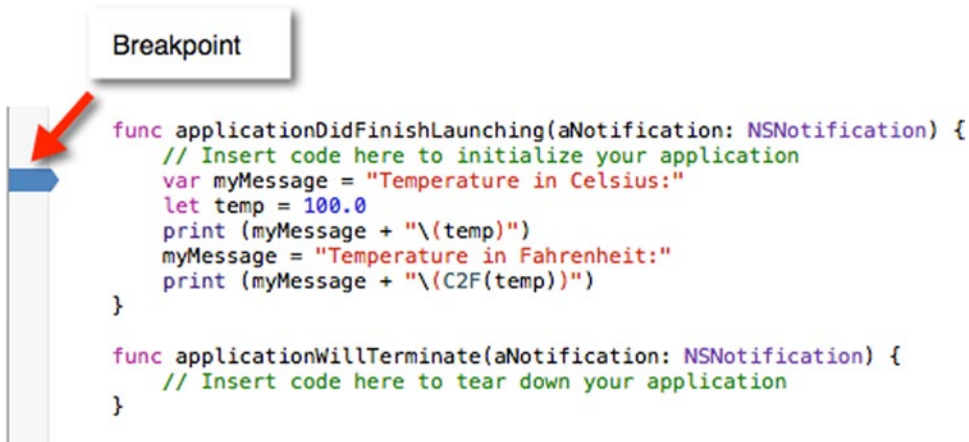 Breakpoint
func applicationDidFinishLaunching(aNotification: NSNotification) {
    // Insert code here to initialize your application
    var myMessage = "Temperature in Celsius:"
    let temp = 100.0
    print (myMessage + "\(temp)")
    myMessage = "Temperature in Fahrenheit:"
    print (myMessage + "\(C2F(temp))")
}
func applicationWillTerminate(aNotification: NSNotification) {
    // Insert code here to tear down your application
}